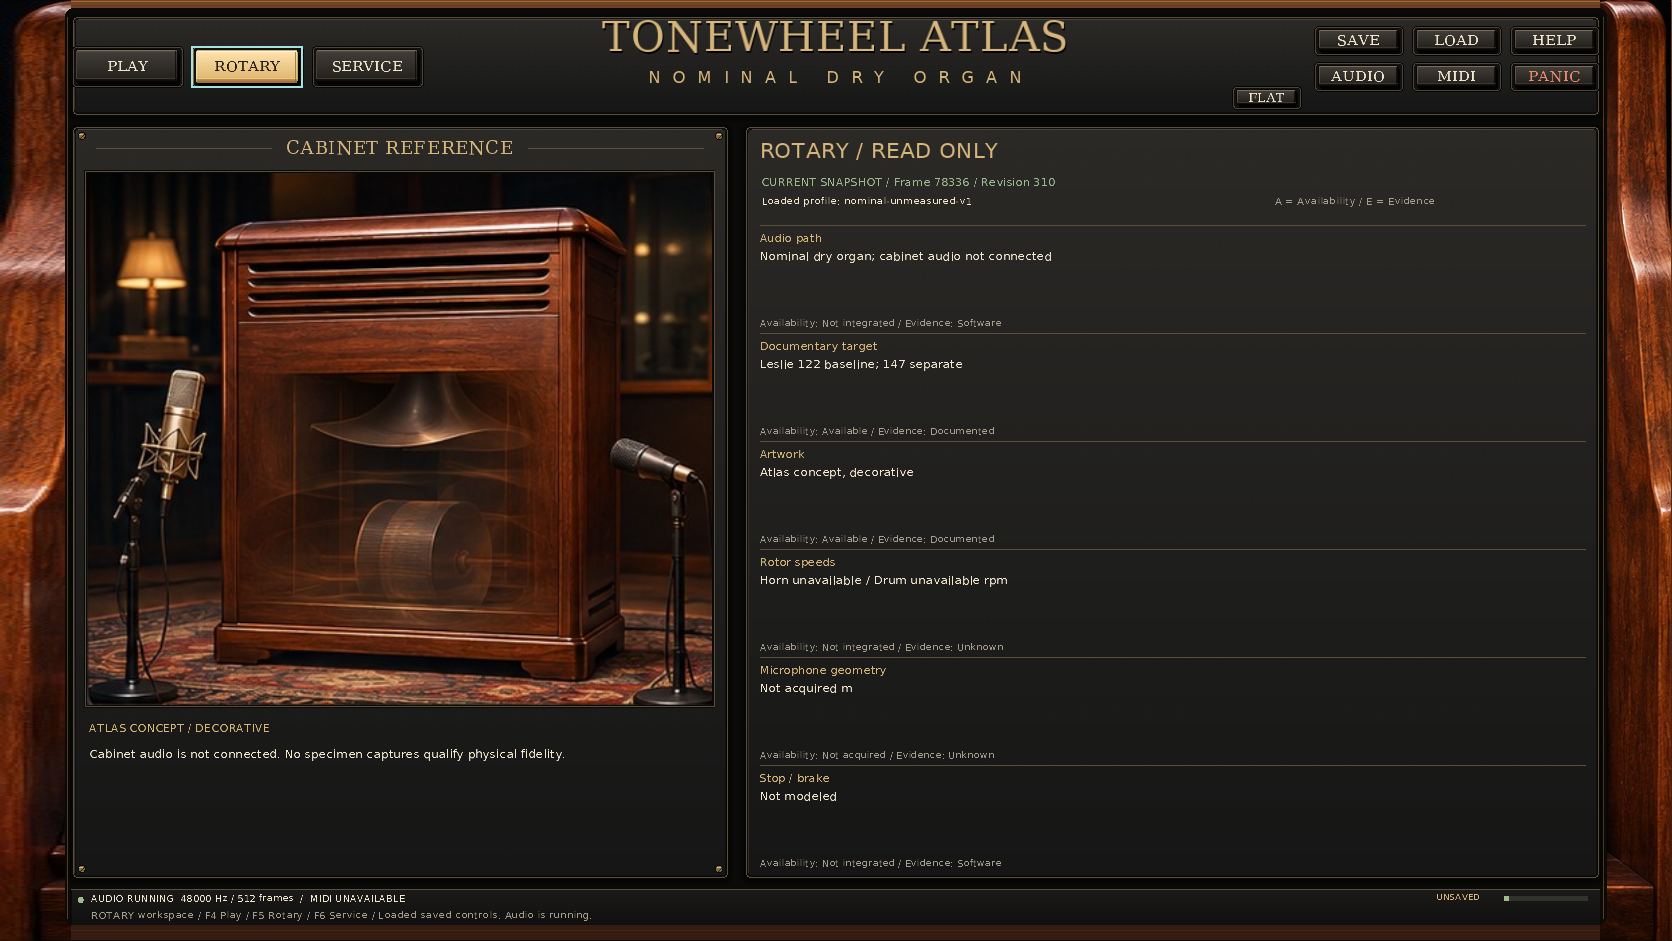 TONEWHEEL ATLAS
NOMINAL DRY ORGAN
PLAY
ROTARY
SERVICE
SAVE
LOAD
HELP
AUDIO
MIDI
PANIC
FLAT
CABINET REFERENCE
ATLAS CONCEPT / DECORATIVE
Cabinet audio is not connected. No specimen captures qualify physical fidelity.
ROTARY / READ ONLY
CURRENT SNAPSHOT / Frame 78336 / Revision 310
Loaded profile: nominal-unmeasured-v1
A = Availability / E = Evidence
Audio path
Nominal dry organ; cabinet audio not connected
Availability: Not integrated / Evidence: Software
Documentary target
Leslie 122 baseline; 147 separate
Availability: Available / Evidence: Documented
Artwork
Atlas concept, decorative
Availability: Available / Evidence: Documented
Rotor speeds
Horn unavailable / Drum unavailable rpm
Availability: Not integrated / Evidence: Unknown
Microphone geometry
Not acquired m
Availability: Not acquired / Evidence: Unknown
Stop / brake
Not modeled
Availability: Not integrated / Evidence: Software
AUDIO RUNNING 48000 Hz / 512 frames / MIDI UNAVAILABLE
ROTARY workspace / F4 Play / F5 Rotary / F6 Service / Loaded saved controls. Audio is running.
UNSAVED